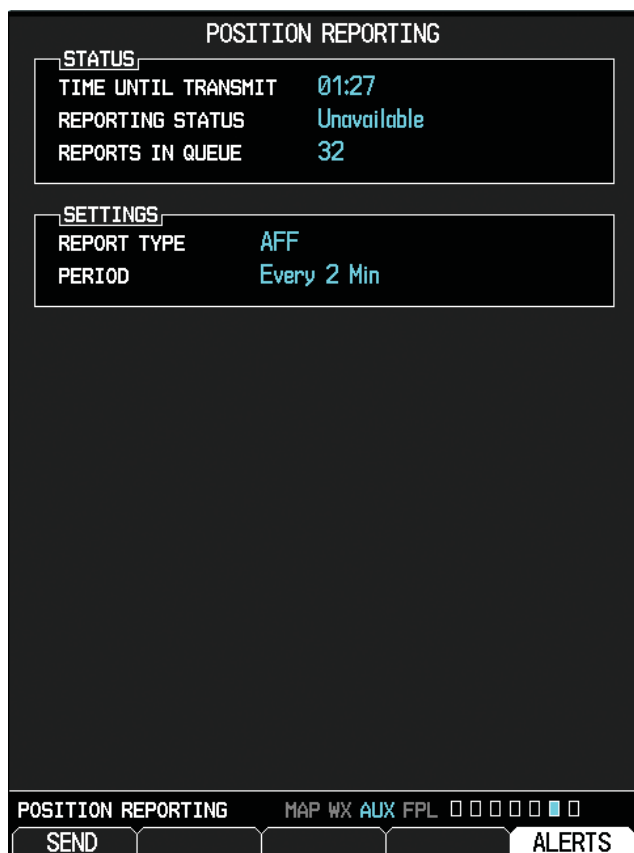 POSITION REPORTING
STATUS
TIME UNTIL TRANSMIT 01:27
REPORTING STATUS Unavailable
REPORTS IN QUEUE 32
SETTINGS
REPORT TYPE AFF
PERIOD Every 2 Min
POSITION REPORTING MAP WX AUX FPL
SEND ALERTS